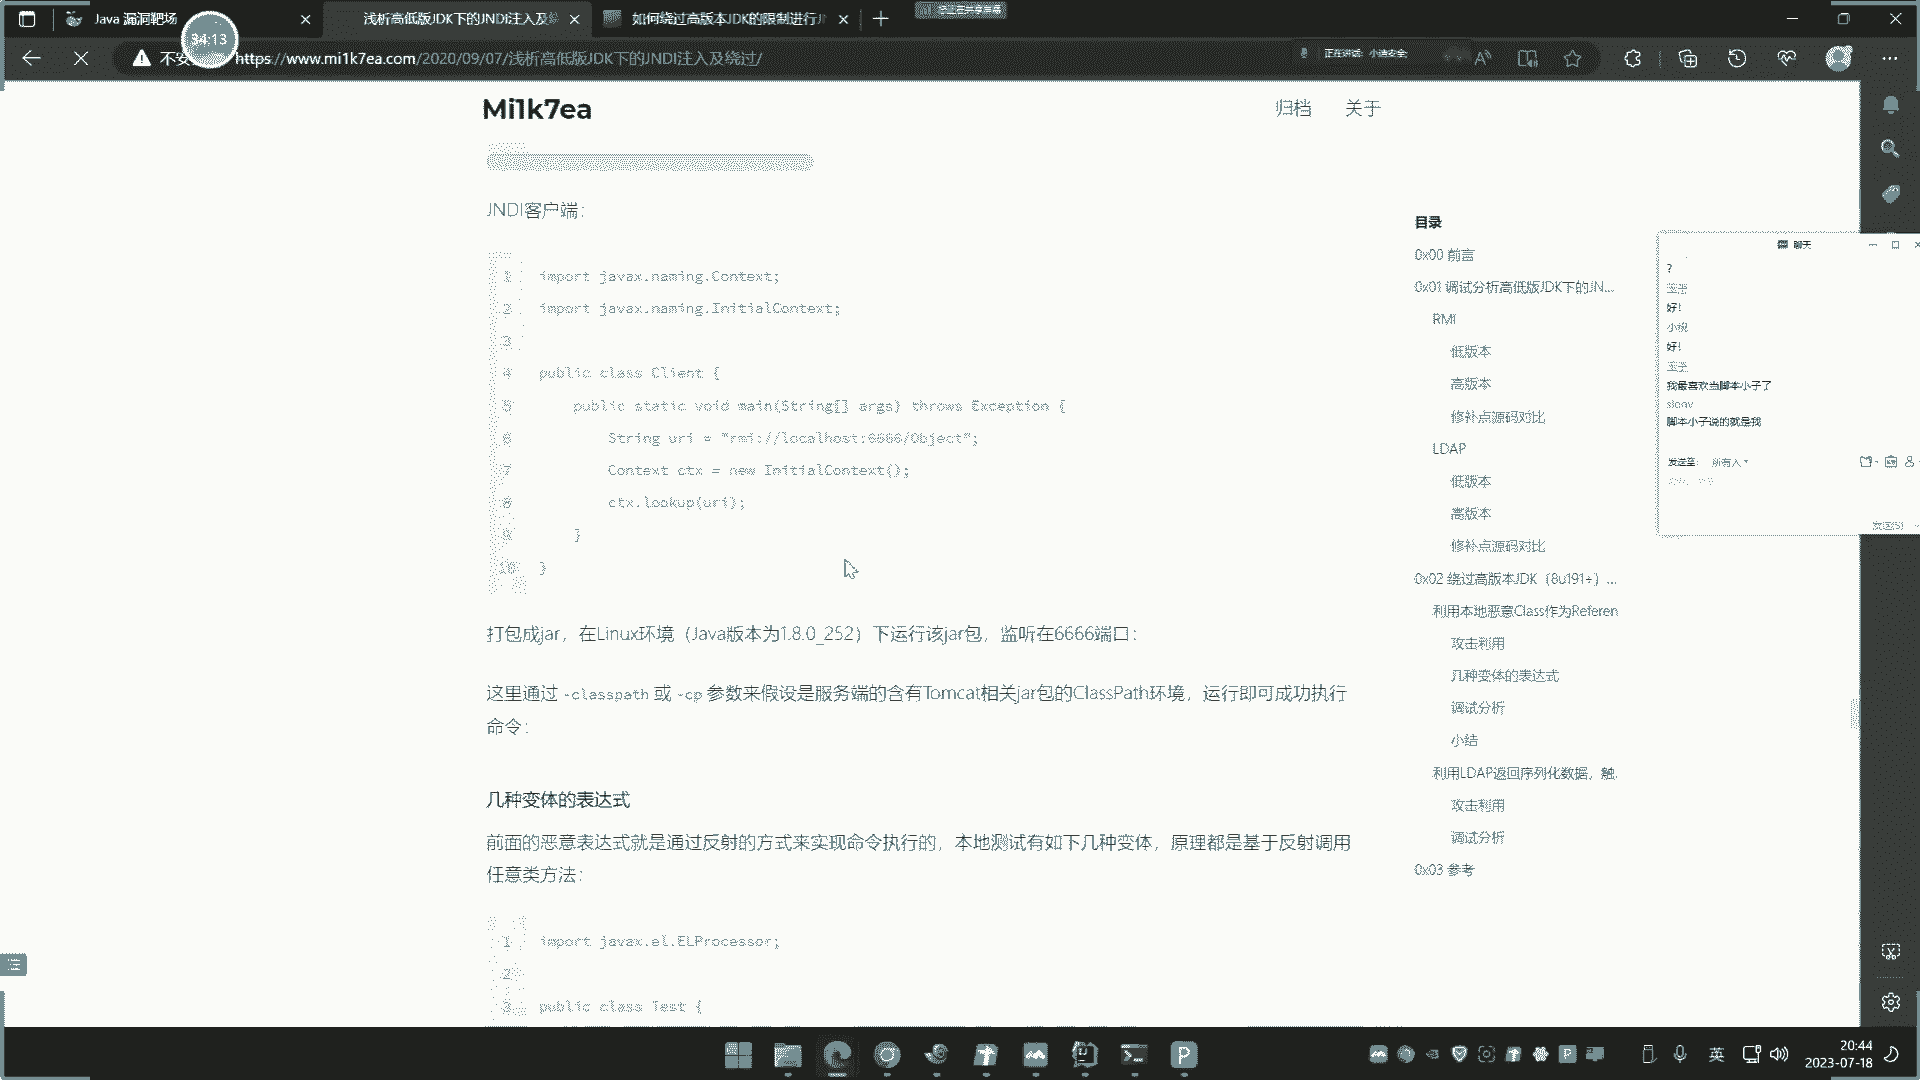 Java 漏洞靶场
浅析高低版JDK下的JNDI注入及绕
如何绕过高版本JDK的限制进行
34:13
https://www.mi1k7ea.com/2020/09/07/浅析高低版JDK下的JNDI注入及绕过/
正在讲话: 小迪安全
Mi1k7ea
归档
关于
JNDI客户端：
1 import javax.naming.Context;
2 import javax.naming.InitialContext;
3
4 public class Client {
5 public static void main(String[] args) throws Exception {
6 String uri = "rmi://localhost:6666/Object";
7 Context ctx = new InitialContext();
8 ctx.lookup(uri);
9 }
10 }
打包成jar，在Linux环境（Java版本为1.8.0_252）下运行该jar包，监听在6666端口：
这里通过 -classpath 或 -cp 参数来假设是服务端的含有Tomcat相关jar包的ClassPath环境，运行即可成功执行
命令：
几种变体的表达式
前面的恶意表达式就是通过反射的方式来实现命令执行的，本地测试有如下几种变体，原理都是基于反射调用
任意类方法：
1 import javax.el.ELProcessor;
2
3 public class Test {
目录
0x00 前言
0x01 调试分析高低版JDK下的JN...
RMI
低版本
高版本
修补点源码对比
LDAP
低版本
高版本
修补点源码对比
0x02 绕过高版本JDK（8u191+）...
利用本地恶意Class作为Referen
攻击利用
几种变体的表达式
调试分析
小结
利用LDAP返回序列化数据，触.
攻击利用
调试分析
0x03 参考
聊天
?
好！
好！
我最喜欢当脚本小子了
脚本小子说的就是我
发送至: 所有人
发送(S)
英
20:44
2023-07-18